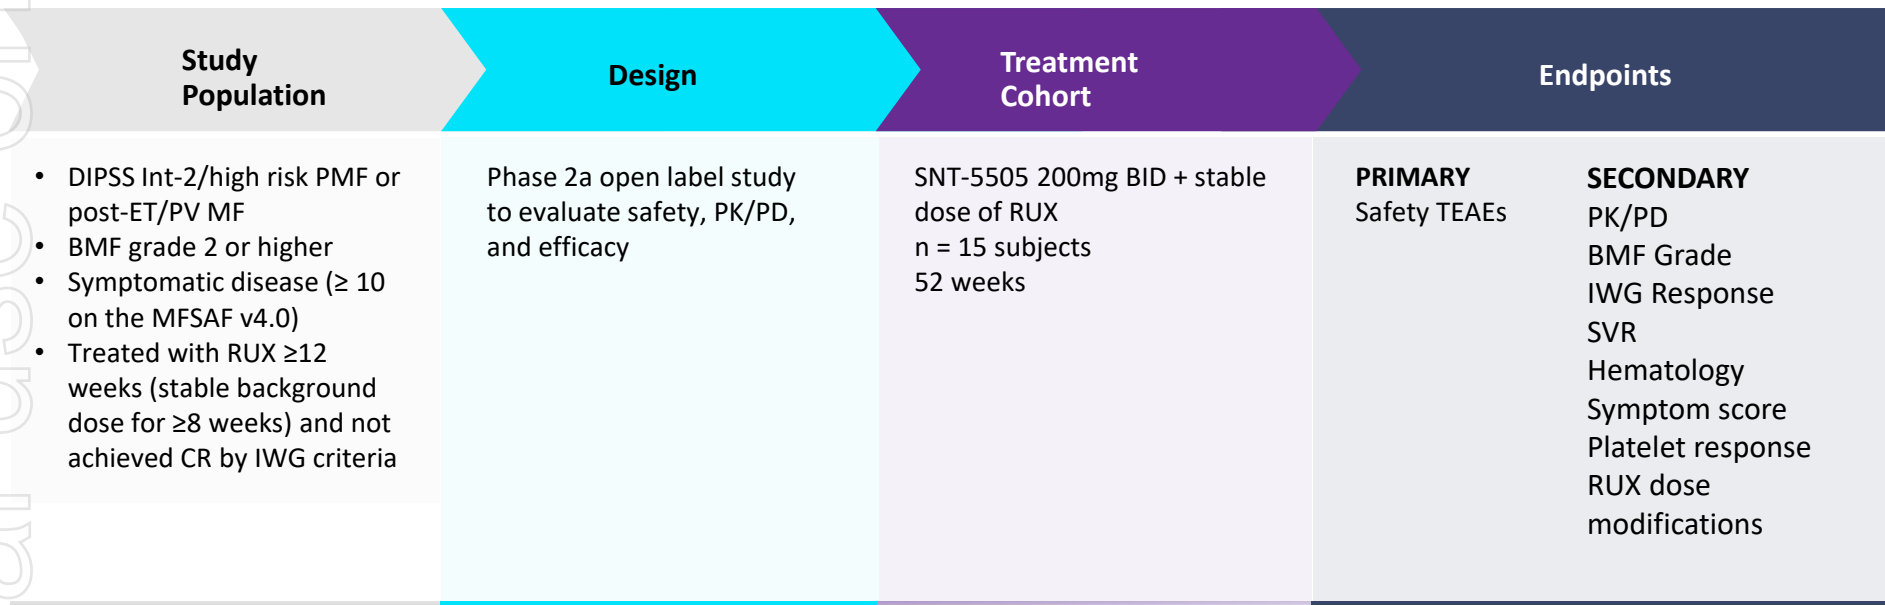 Study
Population
Design
Treatment
Cohort
Endpoints
• DIPSS Int-2/high risk PMF or
post-ET/PV MF
• BMF grade 2 or higher
• Symptomatic disease (≥ 10
on the MFSAF v4.0)
• Treated with RUX ≥12
weeks (stable background
dose for ≥8 weeks) and not
achieved CR by IWG criteria
Phase 2a open label study
to evaluate safety, PK/PD,
and efficacy
SNT-5505 200mg BID + stable
dose of RUX
n = 15 subjects
52 weeks
PRIMARY
Safety TEAEs
SECONDARY
PK/PD
BMF Grade
IWG Response
SVR
Hematology
Symptom score
Platelet response
RUX dose
modifications